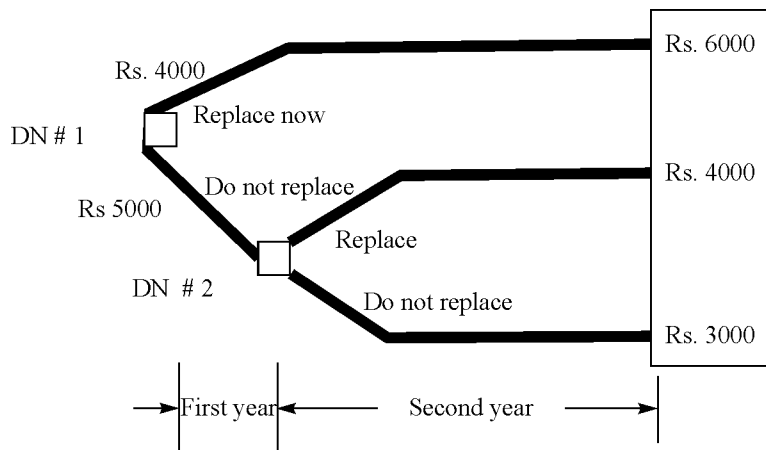 Rs. 4000
Rs. 6000
Replace now
DN # 1
Do not replace
Rs. 4000
Rs 5000
Replace
DN # 2
Do not replace
Rs. 3000
First year
Second year